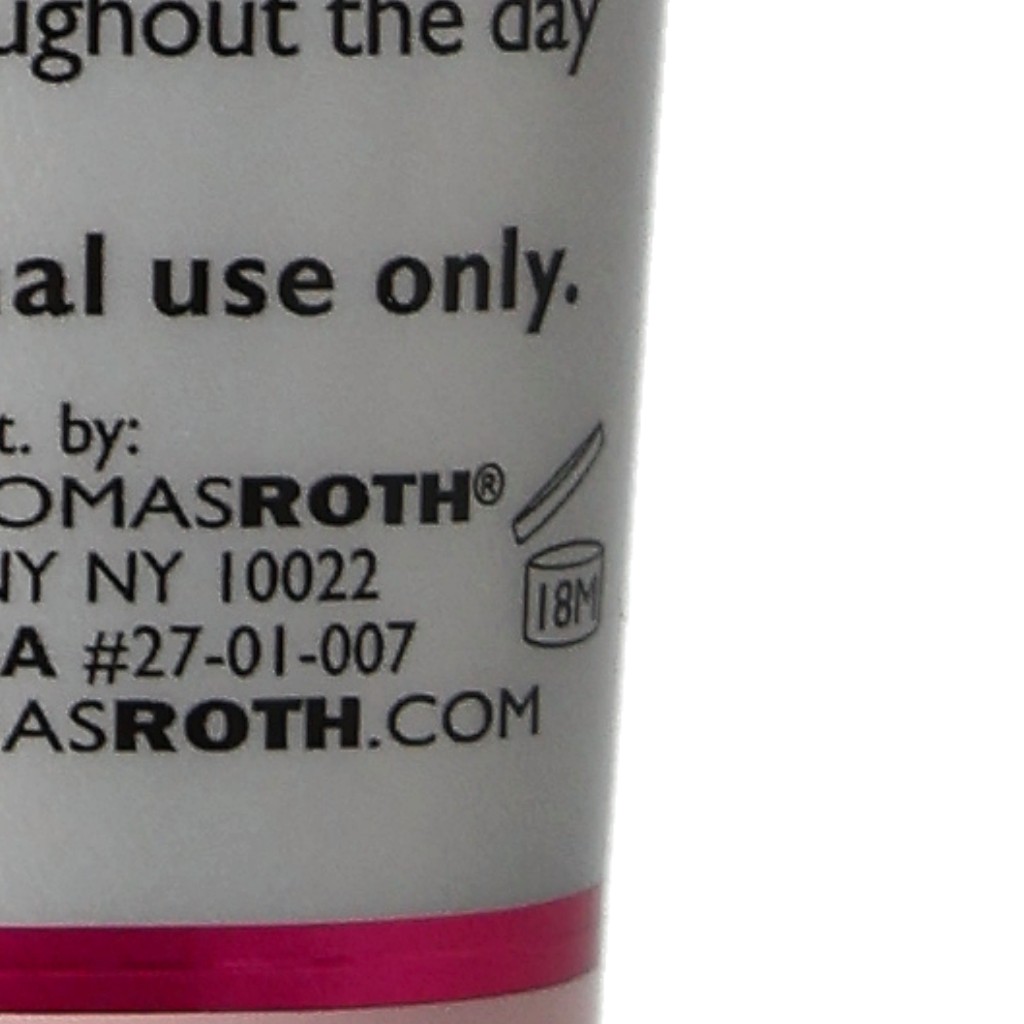 ughout the day
al use only.
t. by:
OMASROTH®
NY NY 10022
18M
A #27-01-007
ASROTH.COM